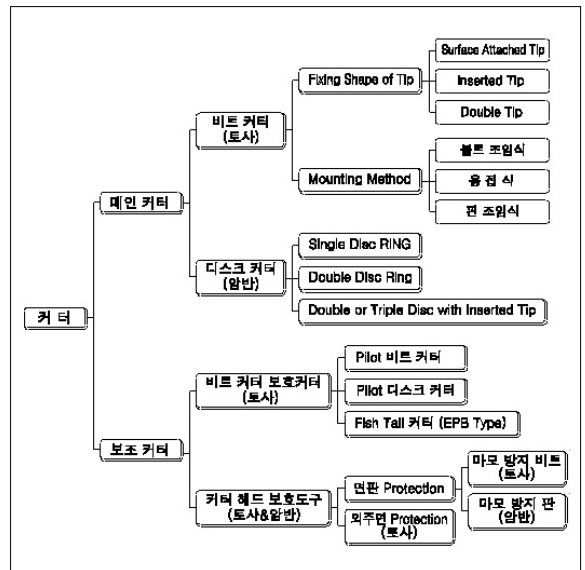 커 터
메인 커터
비트 커터
(토사)
Fixing Shape of Tip
Surface Attached Tip
Inserted Tip
Double Tip
Mounting Method
볼트 조임식
용 접 식
핀 조임식
디스크 커터
(암반)
Single Disc RING
Double Disc Ring
Double or Triple Disc with Inserted Tip
보조 커터
비트 커터 보호커터
(토사)
Pilot 비트 커터
Pilot 디스크 커터
Fish Tail 커터 (EPB Type)
커터 헤드 보호도구
(토사&암반)
면판 Protection
마모 방지 비트
(토사)
마모 방지 판
(암반)
외주면 Protection
(토사)